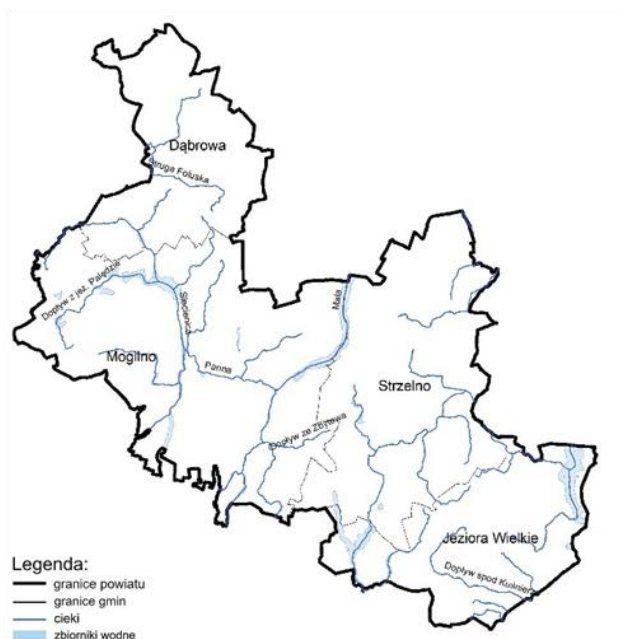 Dąbrowa
Struga Foluska
Dopływ z jez. Palędzie
Siecienica
Mała
Mogilno
Panna
Strzelno
Dopływ ze Zbytowa
Jeziora Wielkie
Dopływ spod Kuśnierz
Legenda:
granice powiatu
granice gmin
cieki
zbiorniki wodne